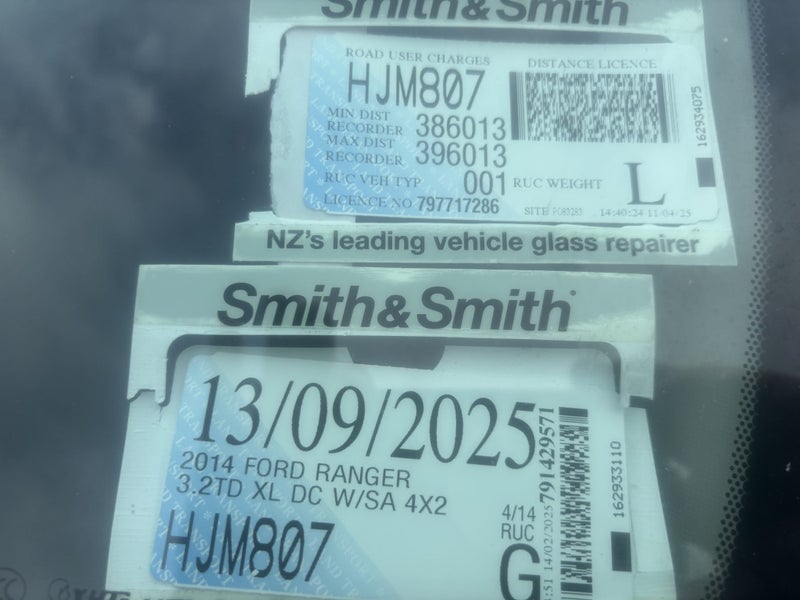 Smith&Smith
ROAD USER CHARGES DISTANCE LICENCE
HJM807
MIN DIST
RECORDER 386013
MAX DIST
RECORDER 396013
RUC VEH TYP 001 RUC WEIGHT L
LICENCE NO 797717286
14:40:24 11/04/25
162934075
NZ's leading vehicle glass repairer
Smith&Smith
13/09/2025
2014 FORD RANGER
3.2TD XL DC W/SA 4X2
HJM807
4/14
RUC
G
14/02/2025 791429571
162933110